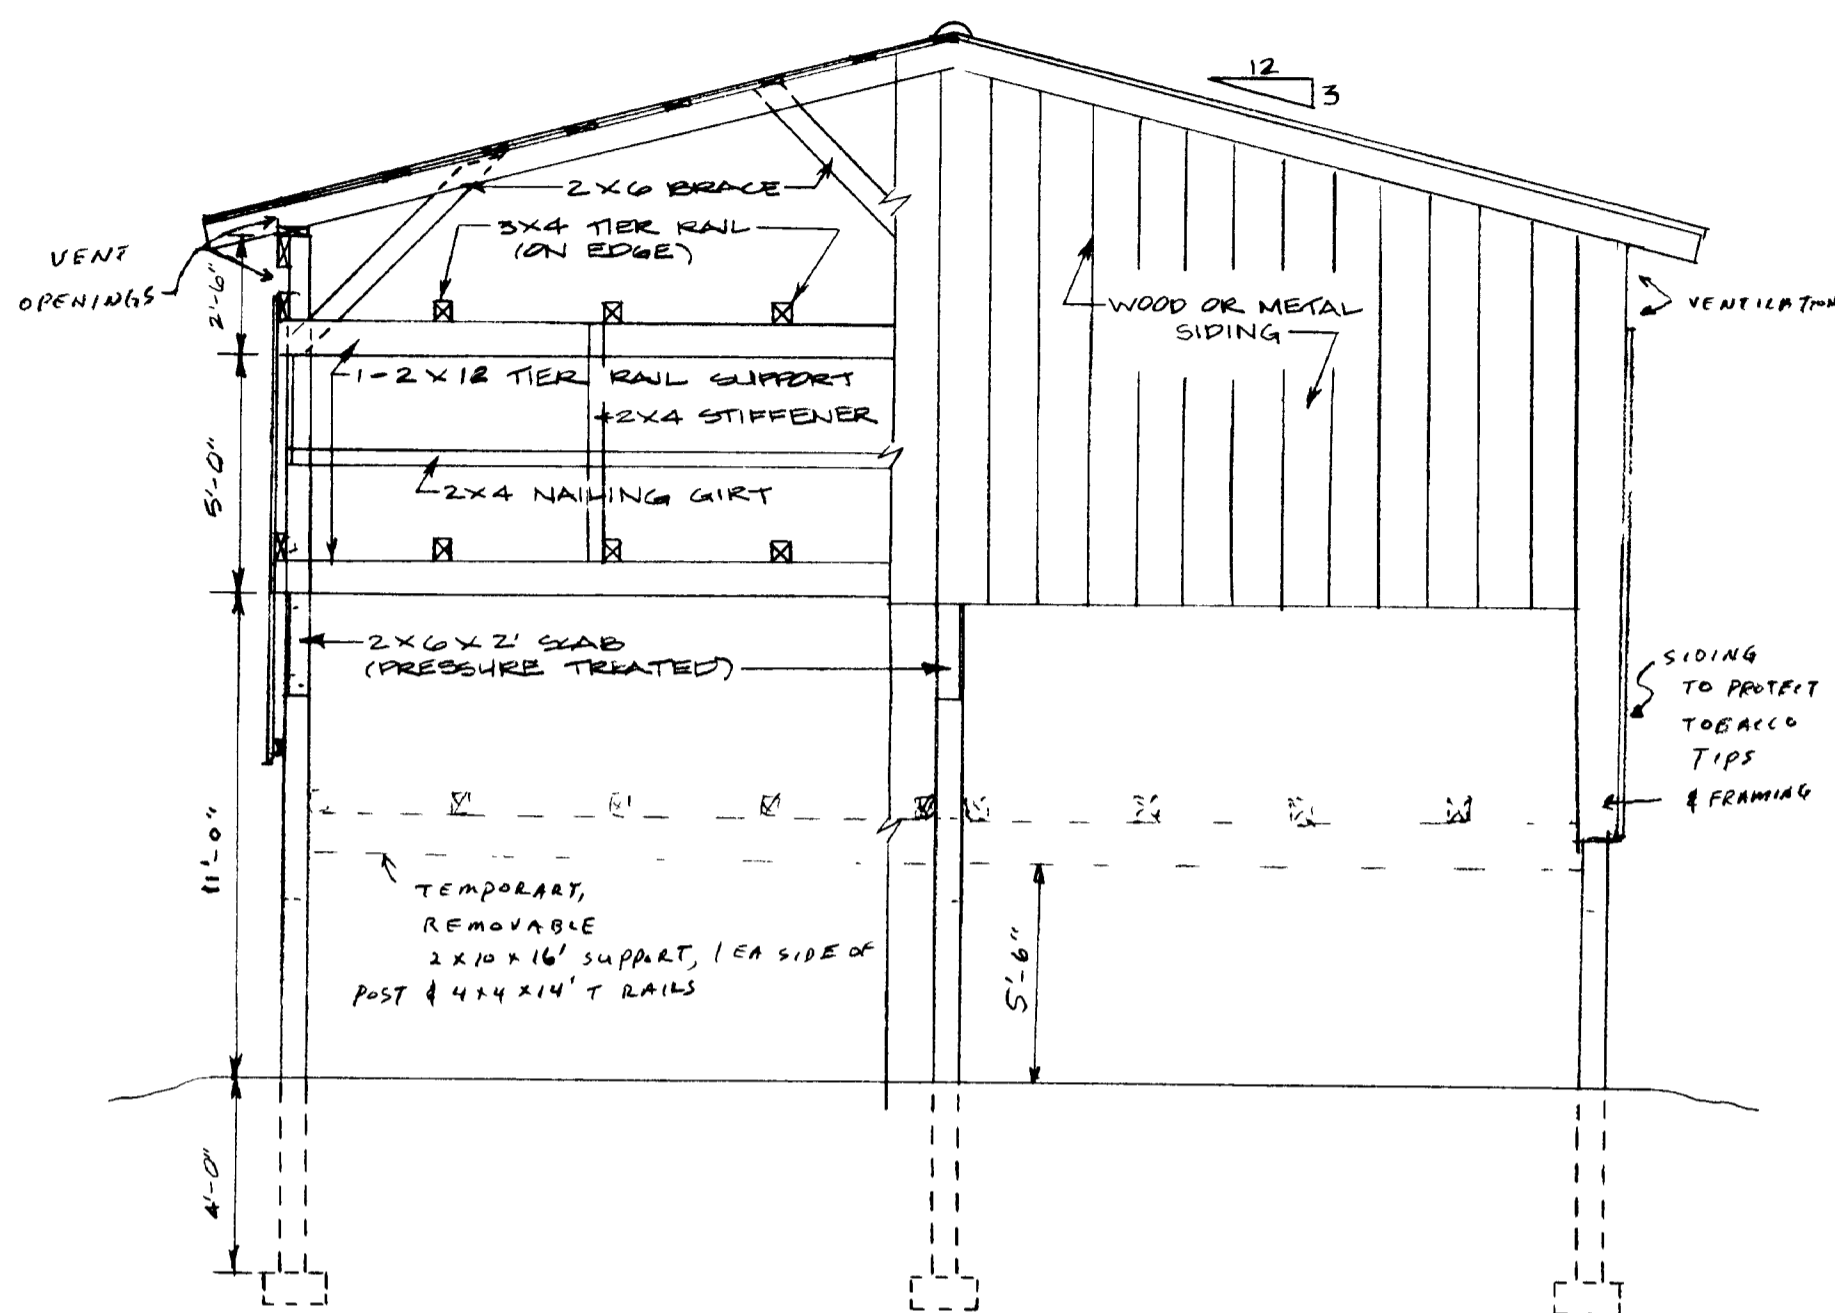 12
3
2X6 BRACE
3X4 TIER RAIL
(ON EDGE)
VENT
OPENINGS
2'-6"
WOOD OR METAL
SIDING
VENTILATION
1-2X12 TIER RAIL SUPPORT
2X4 STIFFENER
5'-0"
2X4 NAILING GIRT
2X6X2' SCAB
(PRESSURE TREATED)
SIDING
TO PROTECT
TOBACCO
TIPS
& FRAMING
11'-0"
TEMPORARY,
REMOVABLE
2X10X16' SUPPORT, 1 EA SIDE OF
POST & 4X4X14' T RAILS
5'-6"
4'-0"